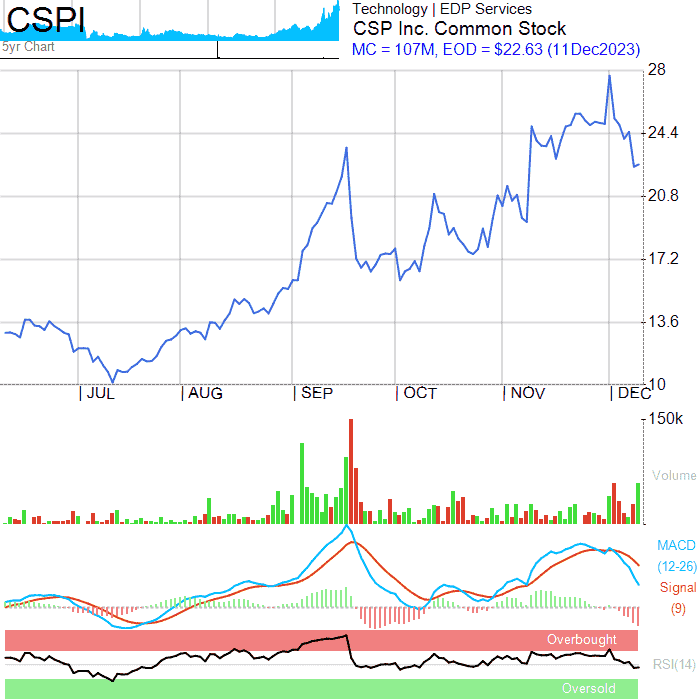 CSPI
5yr Chart
Technology | EDP Services
CSP Inc. Common Stock
MC = 107M, EOD = $22.63 (11Dec2023)
28
24.4
20.8
17.2
13.6
10
JUL AUG SEP OCT NOV DEC
150k
Volume
MACD
(12-26)
Signal
(9)
Overbought
RSI(14)
Oversold